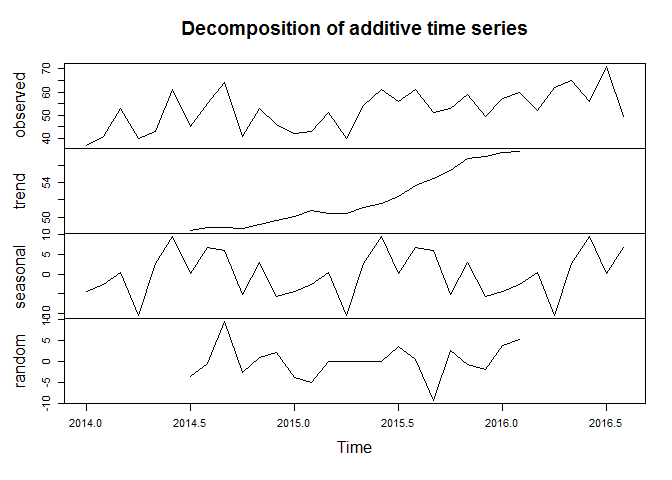 Decomposition of additive time series
observed
40 50 60 70
trend
50 54
seasonal
-10 0 5 10
random
-10 -5 0 5 10
2014.0 2014.5 2015.0 2015.5 2016.0 2016.5
Time